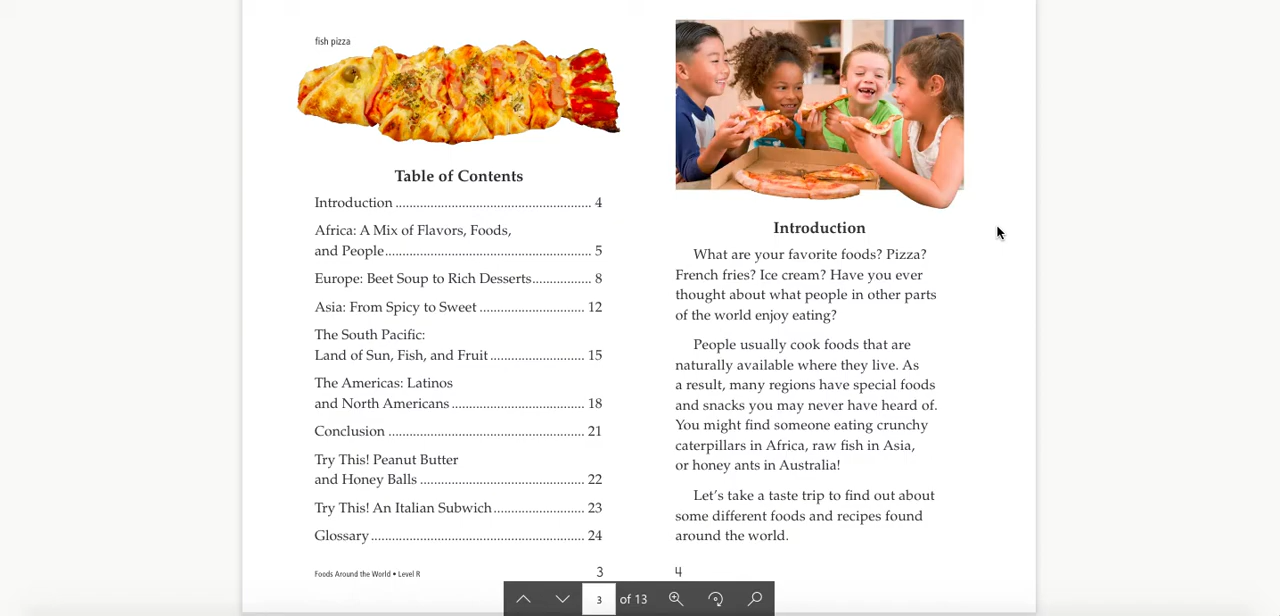 fish pizza
Table of Contents
Introduction ........................................................ 4
Africa: A Mix of Flavors, Foods,
and People........................................................... 5
Europe: Beet Soup to Rich Desserts................. 8
Asia: From Spicy to Sweet .............................. 12
The South Pacific:
Land of Sun, Fish, and Fruit ........................... 15
The Americas: Latinos
and North Americans ...................................... 18
Conclusion ........................................................ 21
Try This! Peanut Butter
and Honey Balls ............................................... 22
Try This! An Italian Subwich.......................... 23
Glossary............................................................. 24
Foods Around the World • Level R
3
Introduction
What are your favorite foods? Pizza?
French fries? Ice cream? Have you ever
thought about what people in other parts
of the world enjoy eating?
People usually cook foods that are
naturally available where they live. As
a result, many regions have special foods
and snacks you may never have heard of.
You might find someone eating crunchy
caterpillars in Africa, raw fish in Asia,
or honey ants in Australia!
Let's take a taste trip to find out about
some different foods and recipes found
around the world.
4
3 of 13